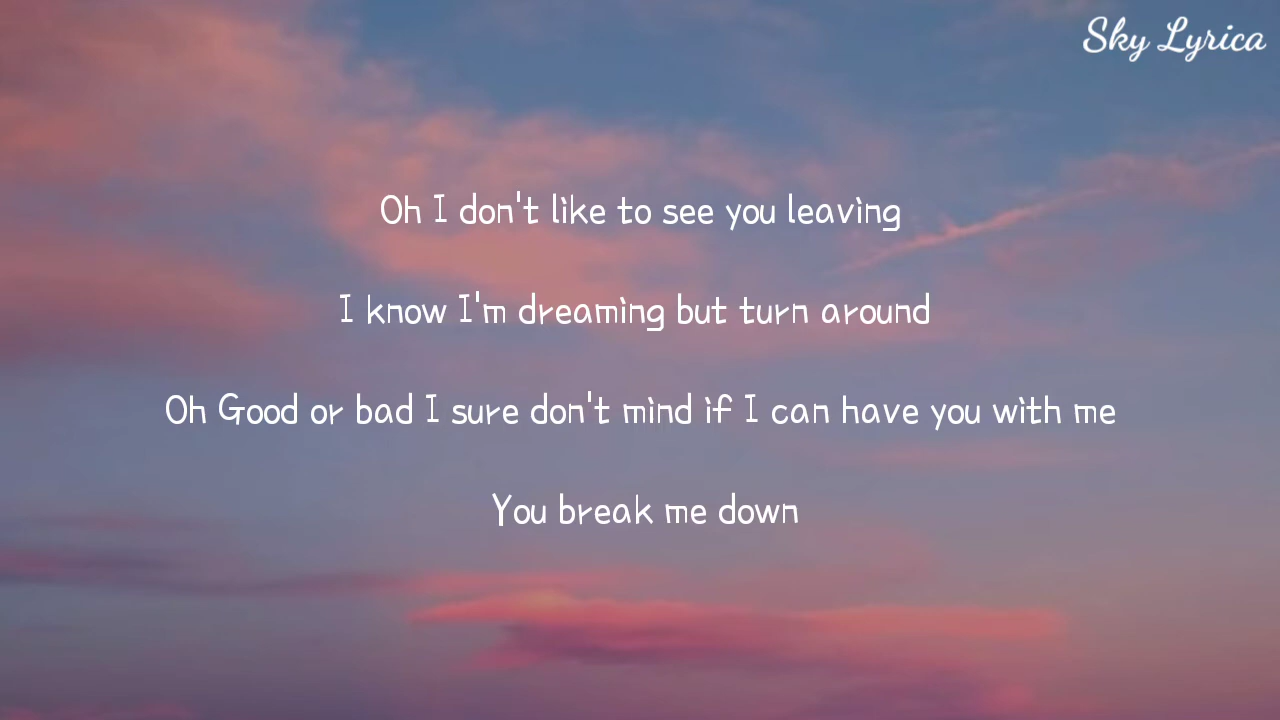 Sky Lyrica
Oh I don't like to see you leaving
I know I'm dreaming but turn around
Oh Good or bad I sure don't mind if I can have you with me
You break me down